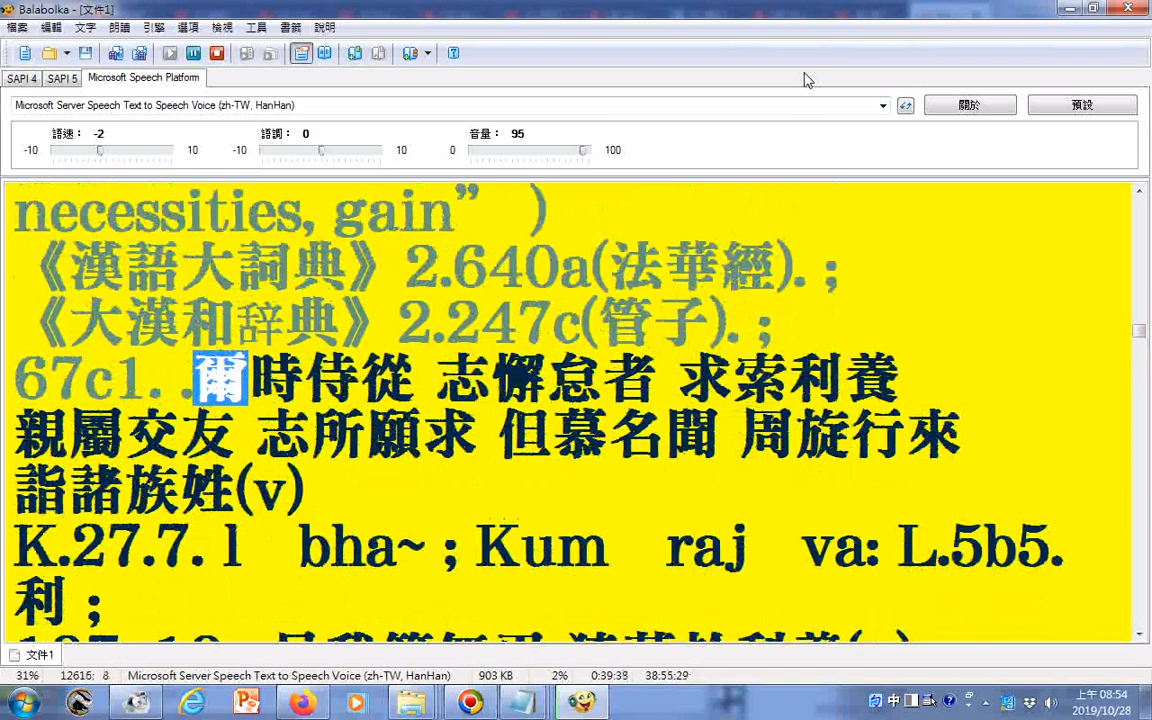 Balabolka - [文件1]
檔案 編輯 文字 朗讀 引擎 選項 檢視 工具 書籤 說明
SAPI 4 SAPI 5 Microsoft Speech Platform
Microsoft Server Speech Text to Speech Voice (zh-TW, HanHan) 關於 預設
語速： -2 語調： 0 音量： 95
-10 10 -10 10 0 100
necessities, gain” )
《漢語大詞典》2.640a(法華經).；
《大漢和辞典》2.247c(管子).；
67c1. .爾時侍從 志懈怠者 求索利養
親屬交友 志所願求 但慕名聞 周旋行來
詣諸族姓(v)
K.27.7. l bha~ ; Kum raj va: L.5b5.
利；
文件1
31% 12616: 8 Microsoft Server Speech Text to Speech Voice (zh-TW, HanHan) 903 KB 2% 0:39:38 38:55:29
中 上午 08:54
2019/10/28